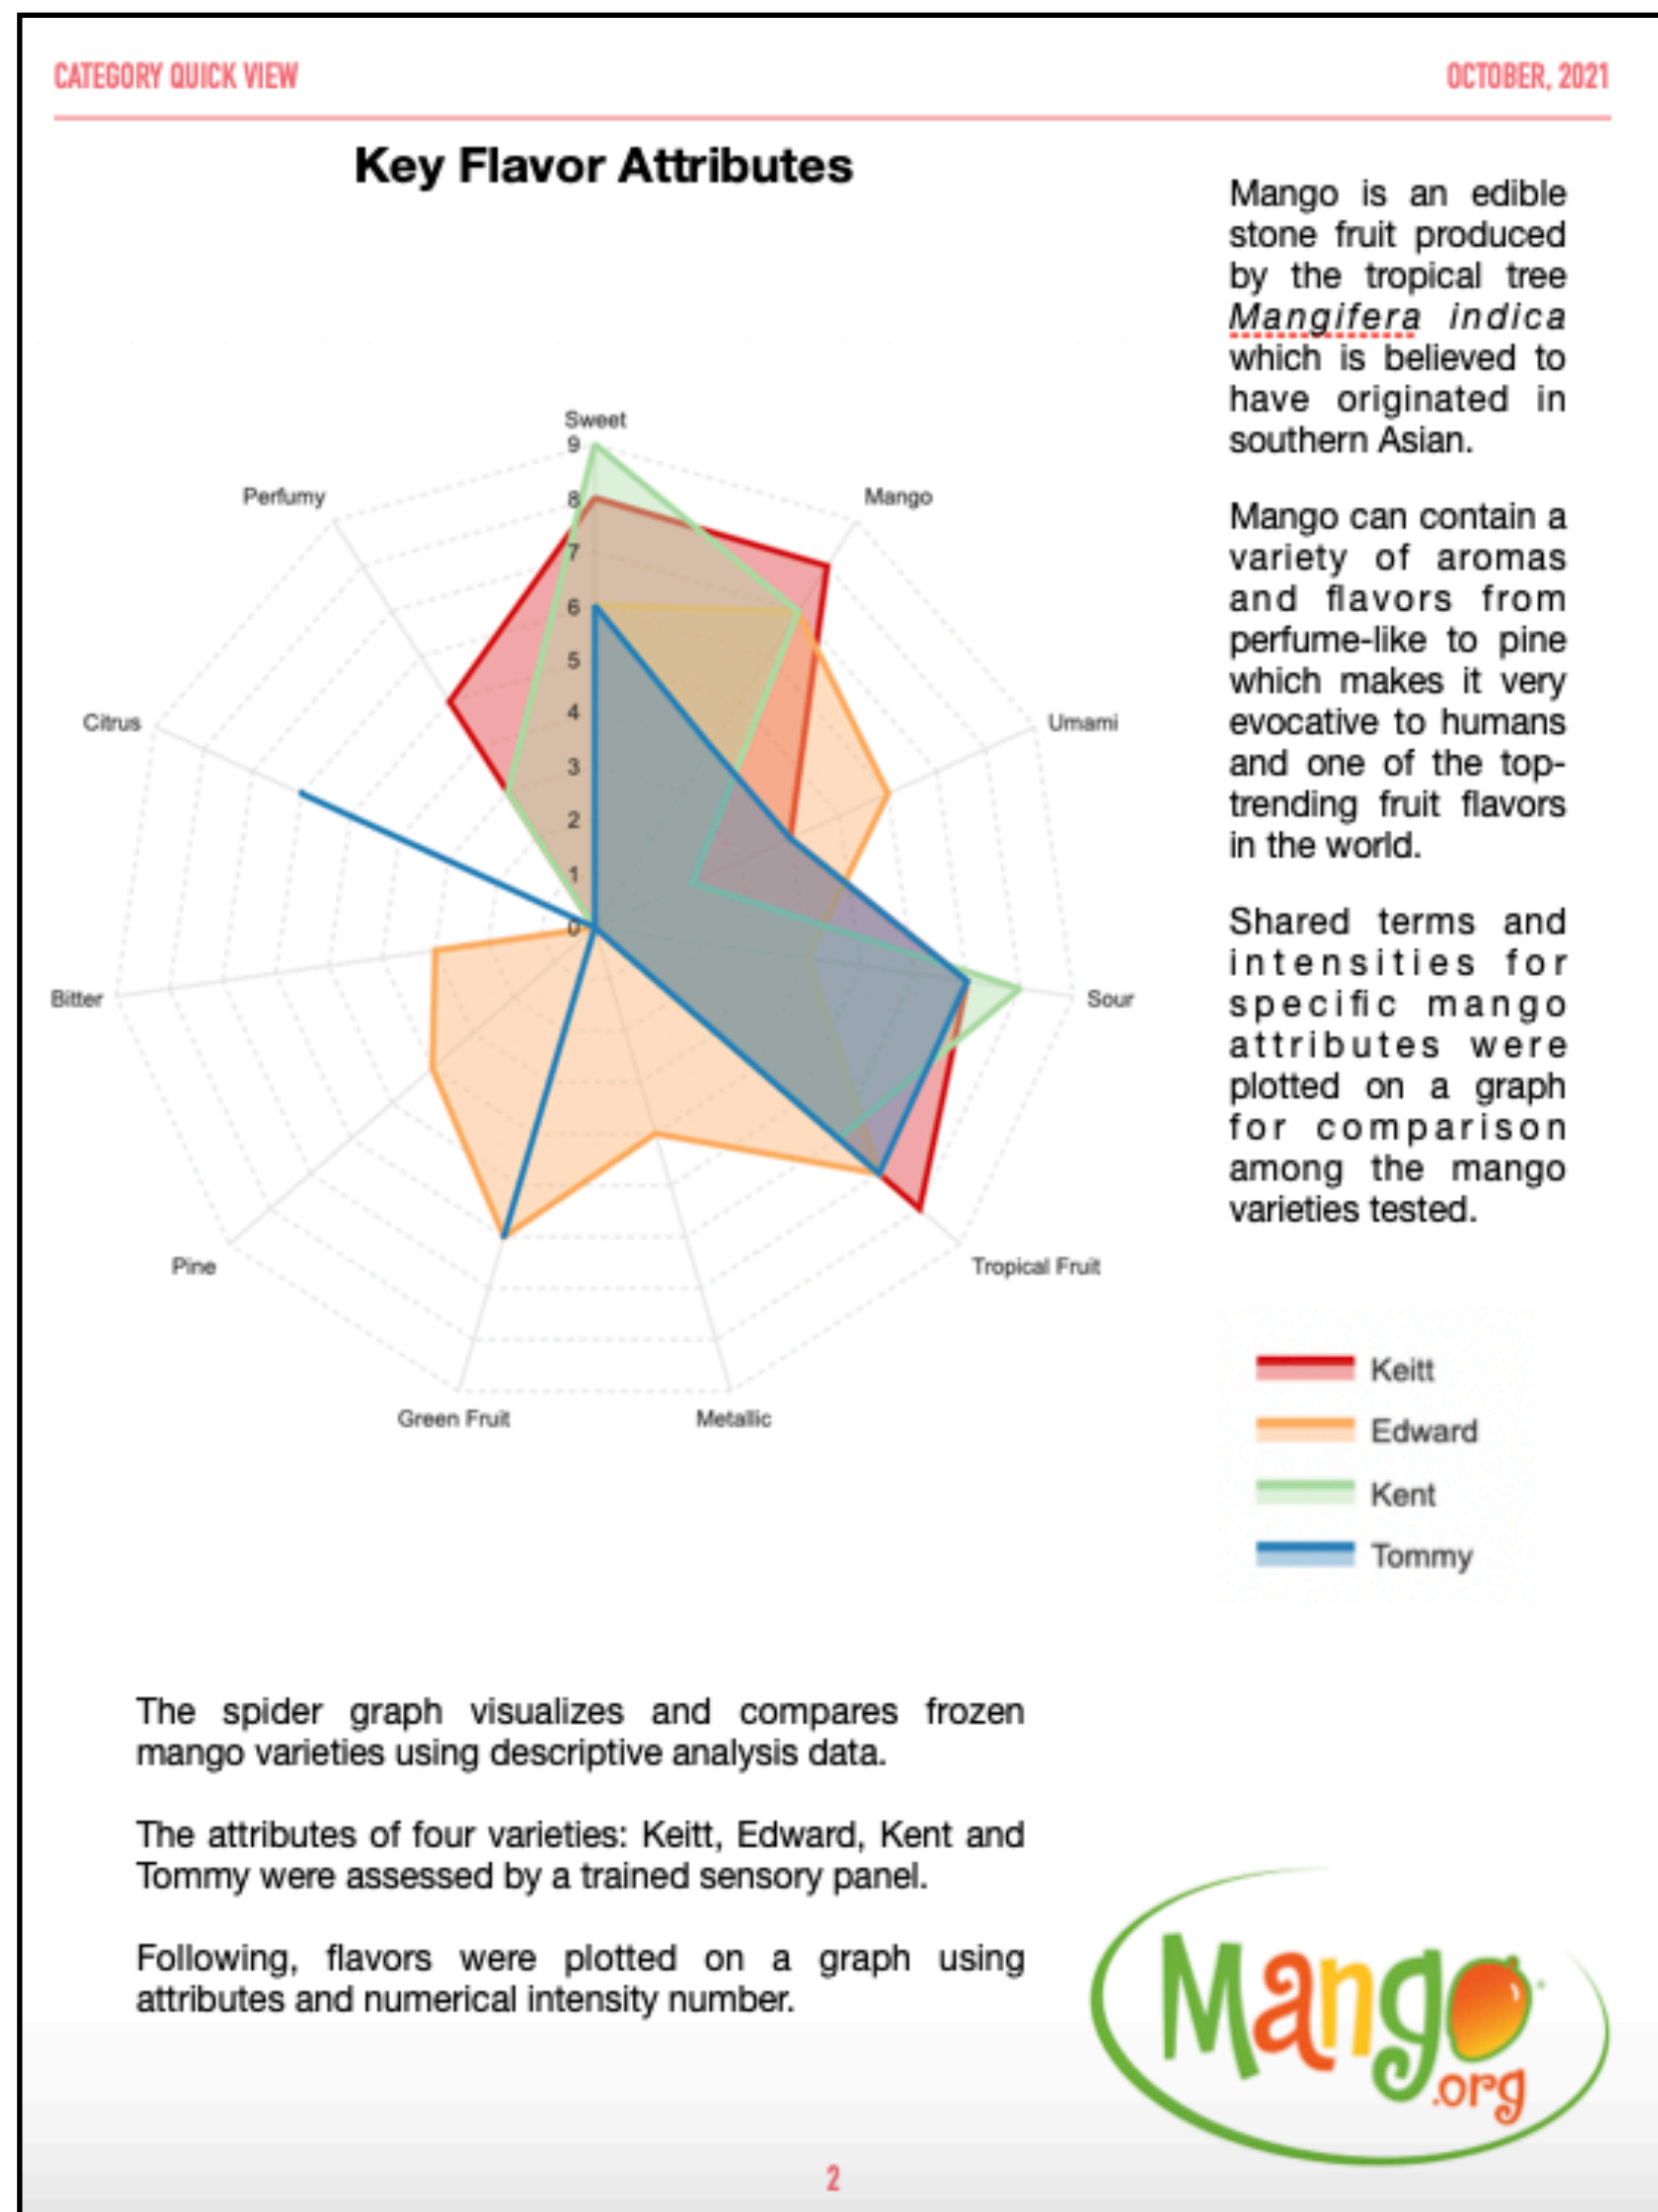 CATEGORY QUICK VIEW
OCTOBER, 2021
Key Flavor Attributes
Mango is an edible
stone fruit produced
by the tropical tree
Mangifera indica
which is believed to
have originated in
southern Asian.
Mango can contain a
variety of aromas
and flavors from
perfume-like to pine
which makes it very
evocative to humans
and one of the top-
trending fruit flavors
in the world.
Shared terms and
intensities for
specific mango
attributes were
plotted on a graph
for comparison
among the mango
varieties tested.
Sweet
9
8
7
6
5
4
3
2
1
0
Mango
Umami
Sour
Tropical Fruit
Metallic
Green Fruit
Pine
Bitter
Citrus
Perfumy
Keitt
Edward
Kent
Tommy
The spider graph visualizes and compares frozen
mango varieties using descriptive analysis data.
The attributes of four varieties: Keitt, Edward, Kent and
Tommy were assessed by a trained sensory panel.
Following, flavors were plotted on a graph using
attributes and numerical intensity number.
Mango
.org
2